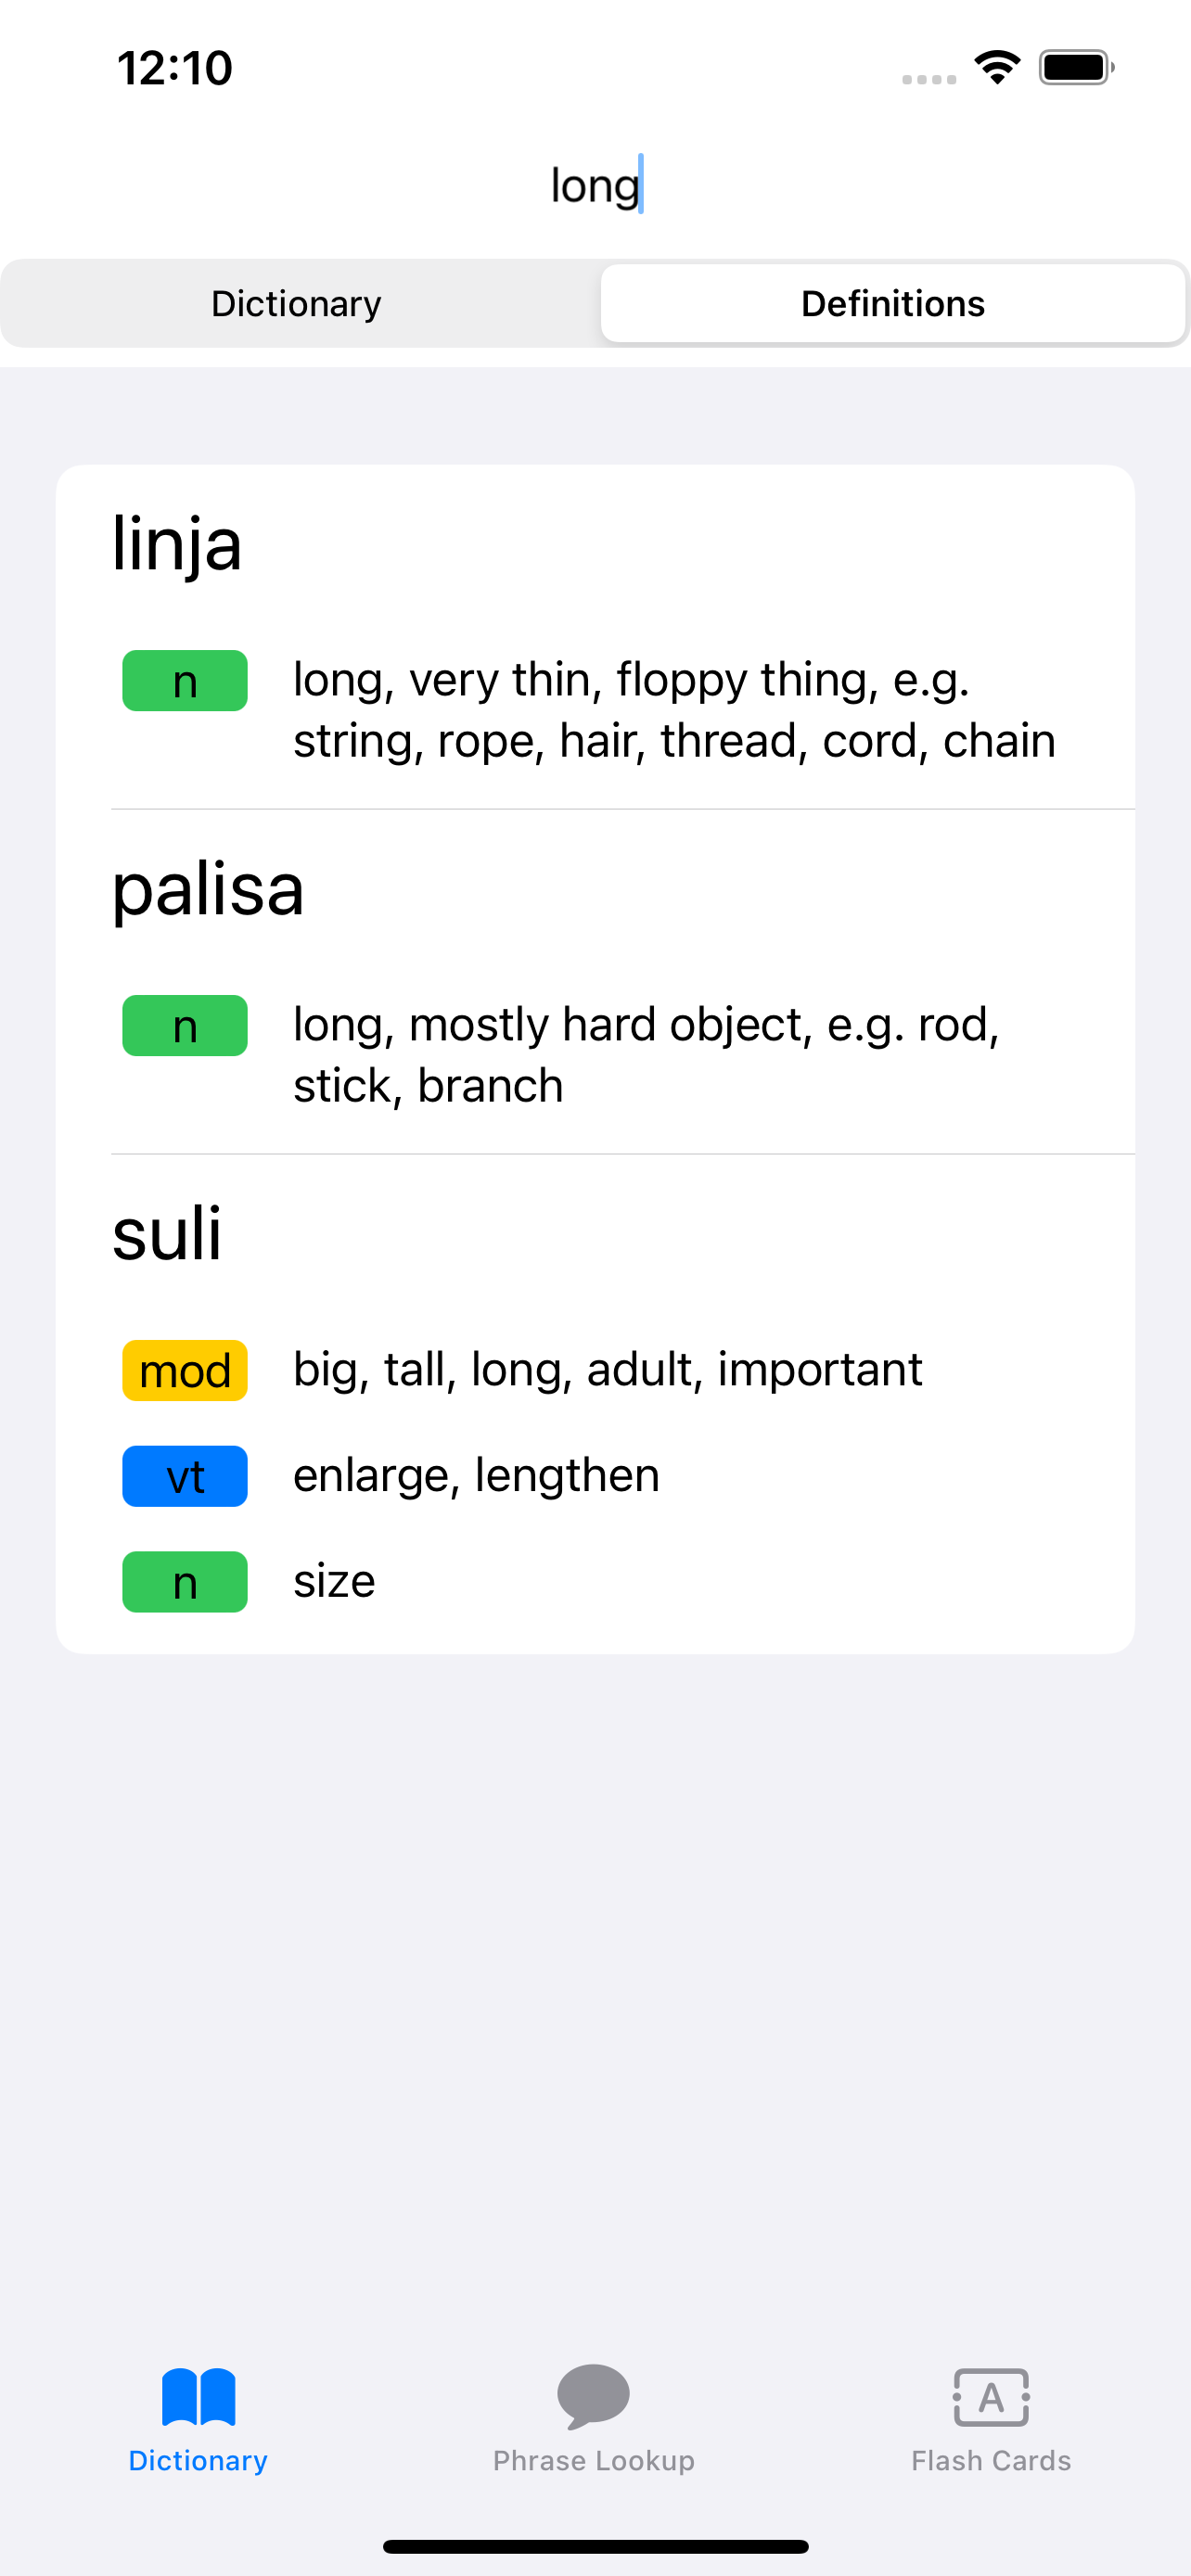 12:10
long
Dictionary
Definitions
linja
n
long, very thin, floppy thing, e.g.
string, rope, hair, thread, cord, chain
palisa
n
long, mostly hard object, e.g. rod,
stick, branch
suli
mod
big, tall, long, adult, important
vt
enlarge, lengthen
n
size
A
Dictionary
Phrase Lookup
Flash Cards